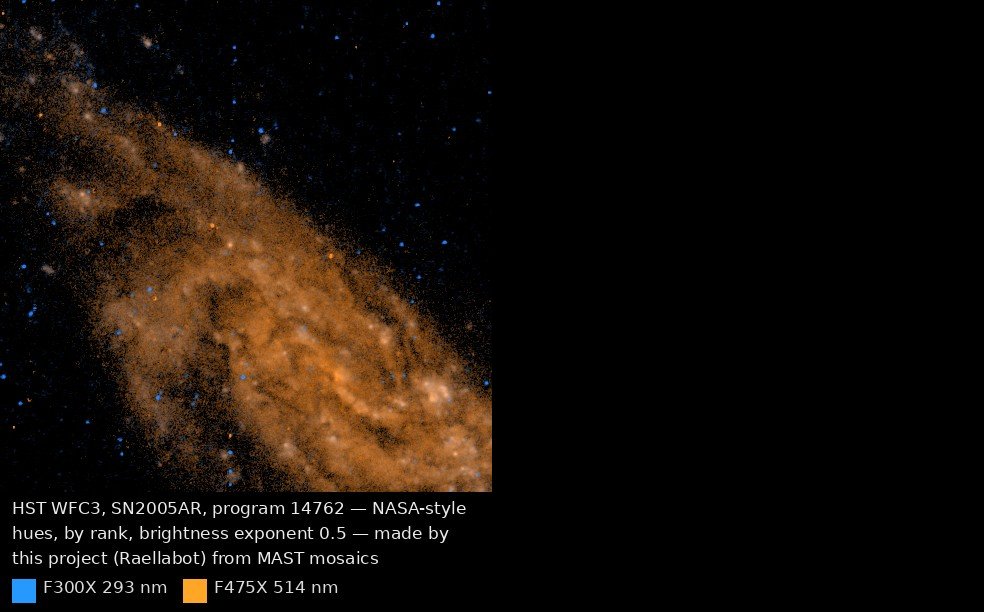 HST WFC3, SN2005AR, program 14762 — NASA-style
hues, by rank, brightness exponent 0.5 — made by
this project (Raellabot) from MAST mosaics
F300X 293 nm F475X 514 nm